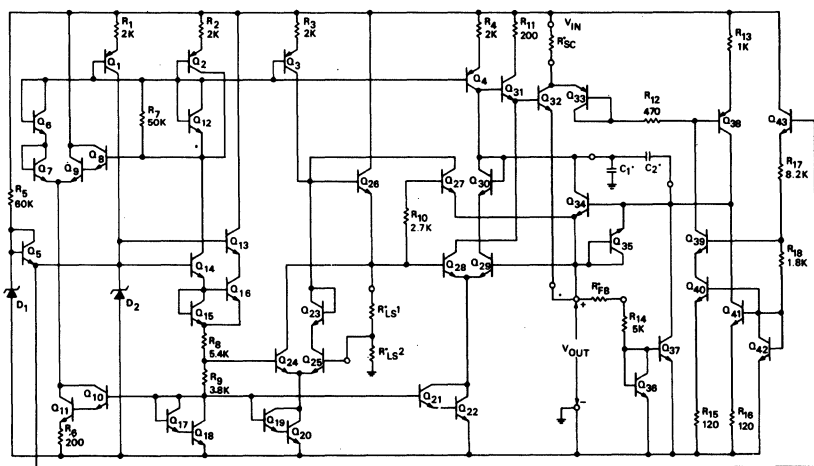 R1 2K
R2 2K
R3 2K
R4 2K
R11 200
VIN
R*SC
R13 1K
Q1
Q2
Q3
Q4
Q31
Q32
Q33
R12 470
Q38
Q43
Q6
R7 50K
Q12
Q7
Q9
Q8
R17 8.2K
R5 60K
Q26
Q27
Q30
C1*
C2*
Q34
R10 2.7K
Q5
Q13
Q35
Q39
R18 1.8K
Q14
Q28
Q29
D1
D2
Q16
Q40
Q15
Q23
R*LS1
+
R*FB
Q41
R8 5.4K
R14 5K
Q42
Q24
Q25
R*LS2
VOUT
Q37
R9 3.8K
Q36
Q10
Q21
Q11
Q17
Q19
Q22
−
R15 120
R16 120
R6 200
Q18
Q20